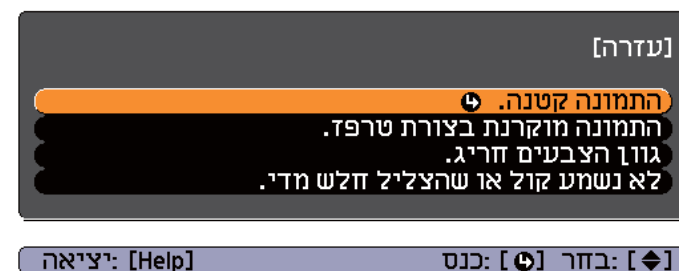 [עזרה]
התמונה קטנה.
התמונה מוקרנת בצורת טרפז.
גוון הצבעים חריג.
לא נשמע קול או שהצליל חלש מדי.
[◆] :בחר [↵] :כנס [Help] :יציאה